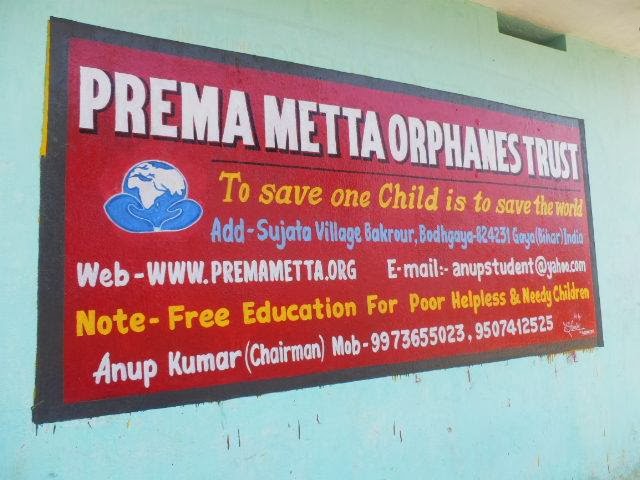 PREMA METTA ORPHANES TRUST
To save one Child is to save the world
Add-Sujata Village Bakrour, Bodhgaya-824231 Gaya(Bihar)India
Web-WWW.PREMAMETTA.ORG E-mail:-anupstudent@yahoo.com
Note- Free Education For Poor Helpless & Needy Children
Anup Kumar (Chairman) Mob-9973655023, 9507412525